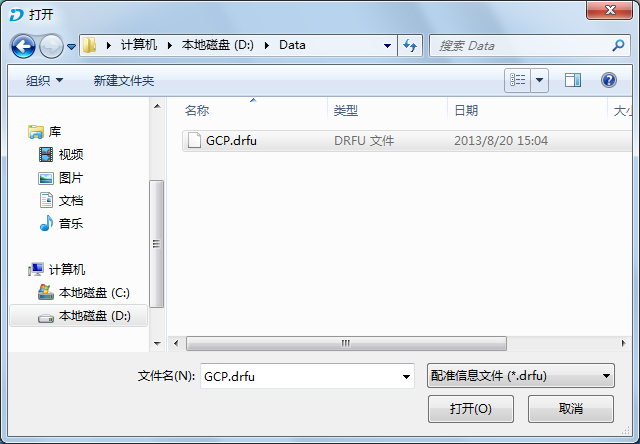 打开
计算机 本地磁盘 (D:) Data
搜索 Data
组织 新建文件夹
名称 类型 日期 大小
GCP.drfu DRFU 文件 2013/8/20 15:04
库
视频
图片
文档
音乐
计算机
本地磁盘 (C:)
本地磁盘 (D:)
文件名(N): GCP.drfu 配准信息文件 (*.drfu)
打开(O) 取消